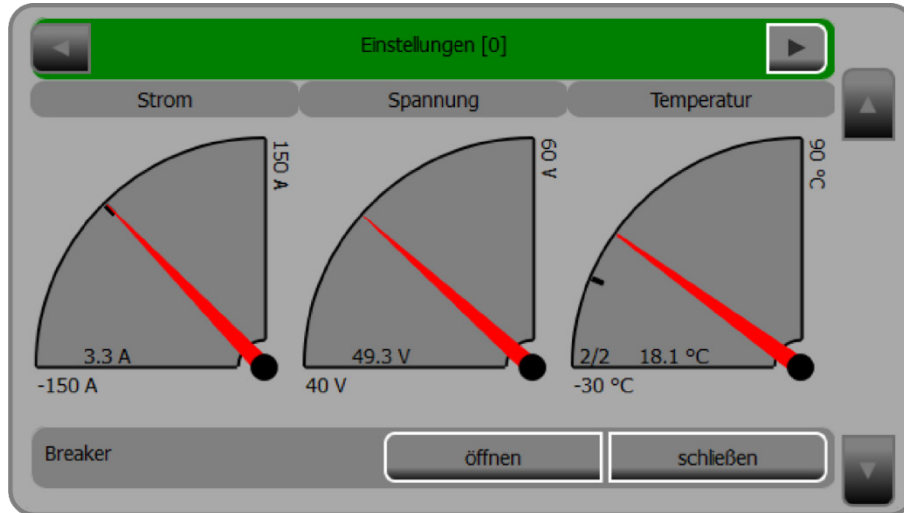 Einstellungen [0]
Strom
Spannung
Temperatur
150 A
60 V
90 °C
3.3 A
49.3 V
2/2 18.1 °C
-150 A
40 V
-30 °C
Breaker
öffnen
schließen